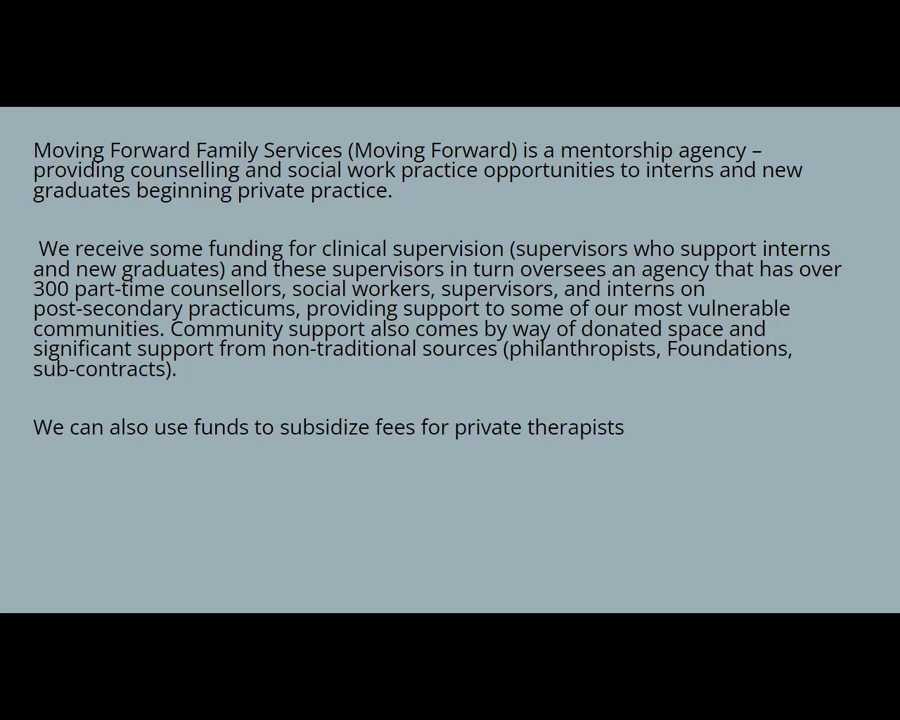 Moving Forward Family Services (Moving Forward) is a mentorship agency –
providing counselling and social work practice opportunities to interns and new
graduates beginning private practice.
We receive some funding for clinical supervision (supervisors who support interns
and new graduates) and these supervisors in turn oversees an agency that has over
300 part-time counsellors, social workers, supervisors, and interns on
post-secondary practicums, providing support to some of our most vulnerable
communities. Community support also comes by way of donated space and
significant support from non-traditional sources (philanthropists, Foundations,
sub-contracts).
We can also use funds to subsidize fees for private therapists